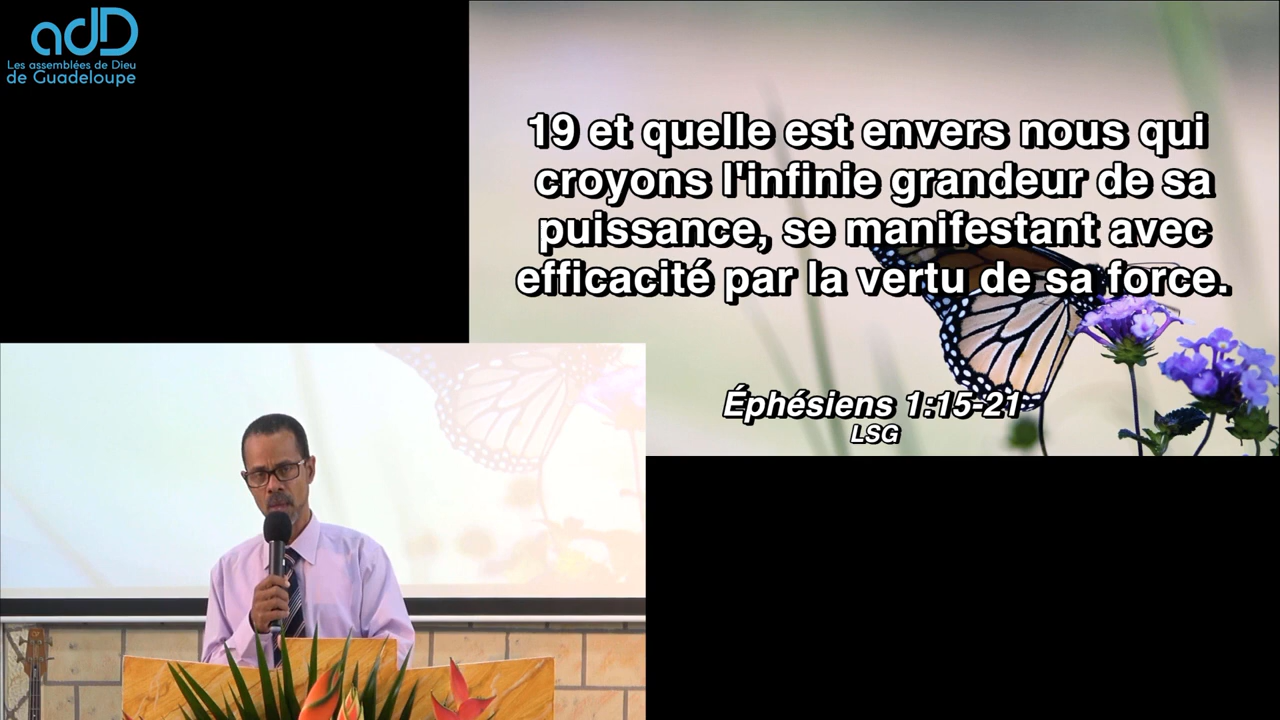 adD
Les assemblées de Dieu
de Guadeloupe
19 et quelle est envers nous qui
croyons l'infinie grandeur de sa
puissance, se manifestant avec
efficacité par la vertu de sa force.
Éphésiens 1:15-21
LSG